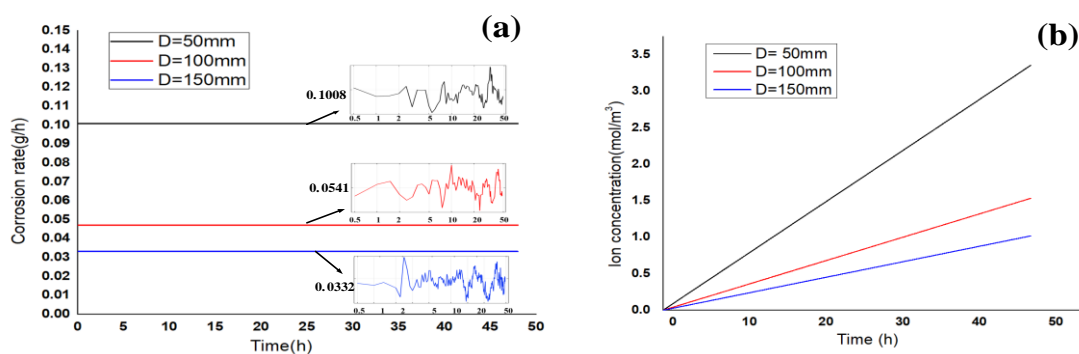 (a)
Corrosion rate(g/h)
0.15
0.14
0.13
0.12
0.11
0.10
0.09
0.08
0.07
0.06
0.05
0.04
0.03
0.02
0.01
0.00
D=50mm
D=100mm
D=150mm
0.1008
0.5 1 2 5 10 20 50
0.0541
0.5 1 2 5 10 20 50
0.0332
0.5 1 2 5 10 20 50
0 5 10 15 20 25 30 35 40 45 50
Time(h)
(b)
Ion concentration(mol/m³)
3.5
3.0
2.5
2.0
1.5
1.0
0.5
0.0
D= 50mm
D=100mm
D=150mm
0 10 20 30 40 50
Time (h)